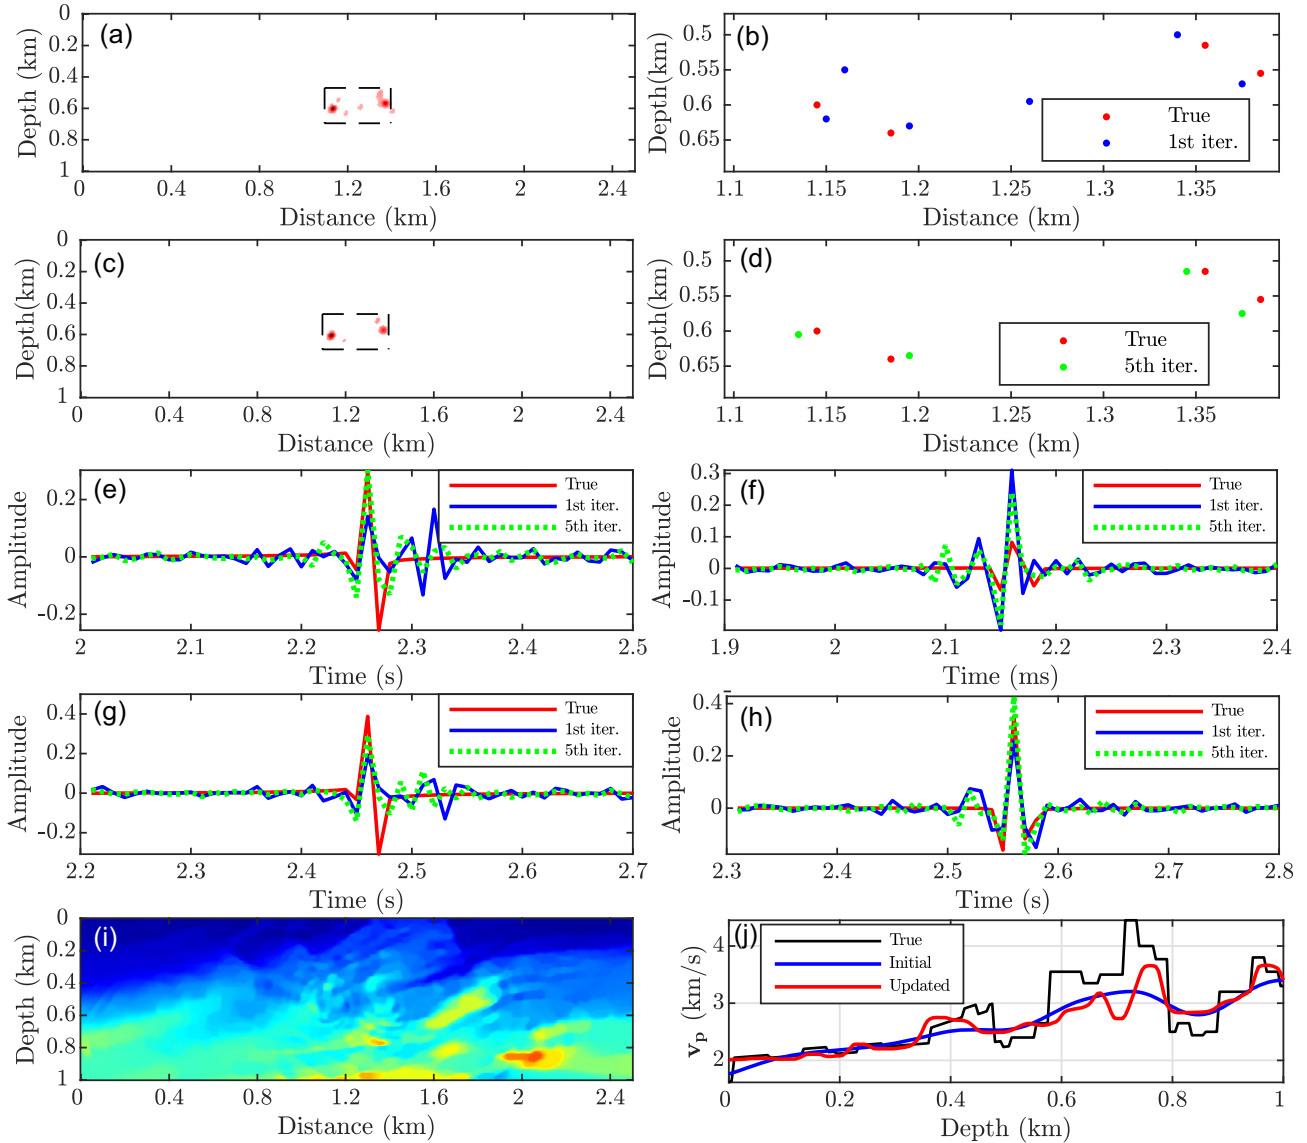 (a)
0
0.2
0.4
0.6
0.8
1
Depth (km)
0 0.4 0.8 1.2 1.6 2 2.4
Distance (km)
(b)
0.5
0.55
0.6
0.65
Depth(km)
True
1st iter.
1.1 1.15 1.2 1.25 1.3 1.35
Distance (km)
(c)
0
0.2
0.4
0.6
0.8
1
Depth(km)
0 0.4 0.8 1.2 1.6 2 2.4
Distance (km)
(d)
0.5
0.55
0.6
0.65
Depth(km)
True
5th iter.
1.1 1.15 1.2 1.25 1.3 1.35
Distance (km)
(e)
0.2
0
-0.2
Amplitude
True
1st iter.
5th iter.
2 2.1 2.2 2.3 2.4 2.5
Time (s)
(f)
0.3
0.2
0.1
0
-0.1
Amplitude
True
1st iter.
5th iter.
1.9 2 2.1 2.2 2.3 2.4
Time (ms)
(g)
0.4
0.2
0
-0.2
Amplitude
True
1st iter.
5th iter.
2.2 2.3 2.4 2.5 2.6 2.7
Time (s)
(h)
0.4
0.2
0
Amplitude
True
1st iter.
5th iter.
2.3 2.4 2.5 2.6 2.7 2.8
Time (s)
(i)
0
0.2
0.4
0.6
0.8
1
Depth (km)
0 0.4 0.8 1.2 1.6 2 2.4
Distance (km)
(j)
4
3
2
vp (km/s)
True
Initial
Updated
0 0.2 0.4 0.6 0.8 1
Depth (km)